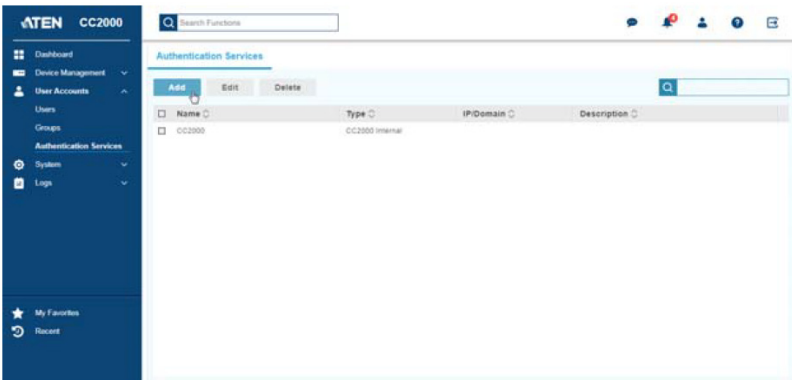 ATEN CC2000
Search Functions
4
Dashboard
Device Management
User Accounts
Users
Groups
Authentication Services
System
Logs
My Favorites
Recent
Authentication Services
Add Edit Delete
Name Type IP/Domain Description
CC2000 CC2000 Internal